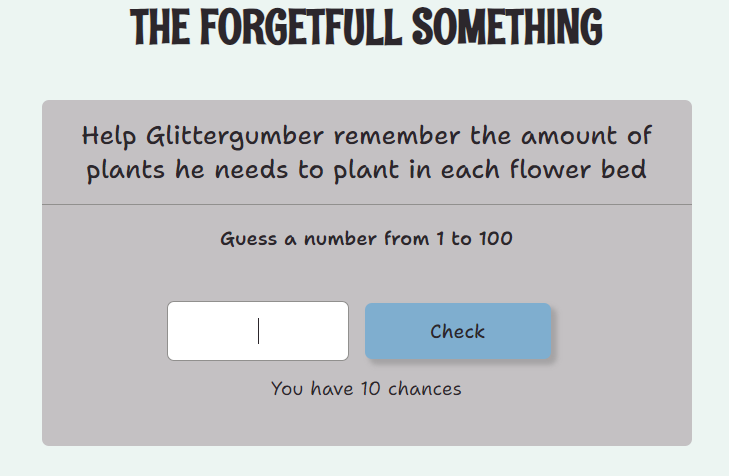 THE FORGETFULL SOMETHING
Help Glittergumber remember the amount of
plants he needs to plant in each flower bed
Guess a number from 1 to 100
Check
You have 10 chances